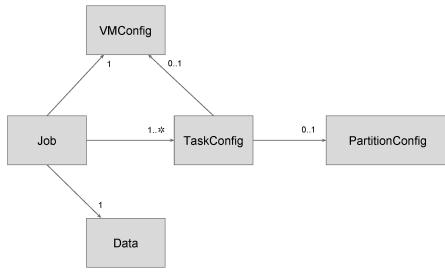 VMConfig
1
0..1
Job
1..*
TaskConfig
0..1
PartitionConfig
1
Data